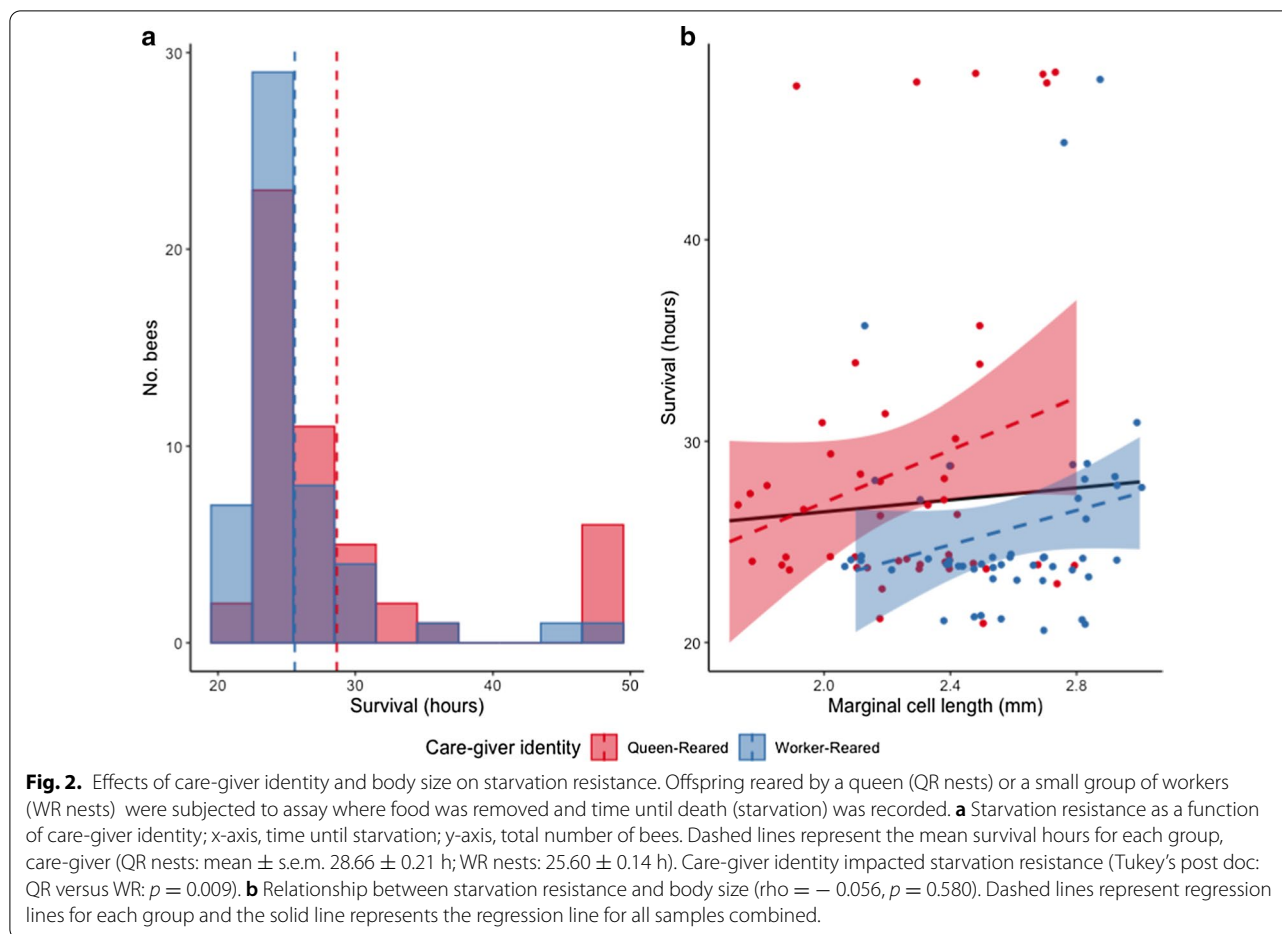 a
b
30
20
10
0
No. bees
20
30
40
50
Survival (hours)
40
30
20
Survival (hours)
2.0
2.4
2.8
Marginal cell length (mm)
Care-giver identity
Queen-Reared
Worker-Reared
Fig. 2. Effects of care-giver identity and body size on starvation resistance. Offspring reared by a queen (QR nests) or a small group of workers
(WR nests) were subjected to assay where food was removed and time until death (starvation) was recorded. a Starvation resistance as a function
of care-giver identity; x-axis, time until starvation; y-axis, total number of bees. Dashed lines represent the mean survival hours for each group,
care-giver (QR nests: mean ± s.e.m. 28.66 ± 0.21 h; WR nests: 25.60 ± 0.14 h). Care-giver identity impacted starvation resistance (Tukey's post doc:
QR versus WR: p = 0.009). b Relationship between starvation resistance and body size (rho = − 0.056, p = 0.580). Dashed lines represent regression
lines for each group and the solid line represents the regression line for all samples combined.